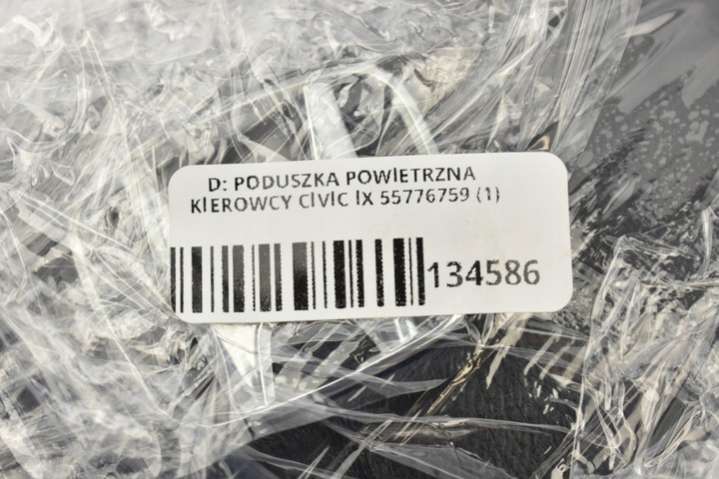 D: PODUSZKA POWIETRZNA
KIEROWCY CIVIC IX 55776759 (1)
134586